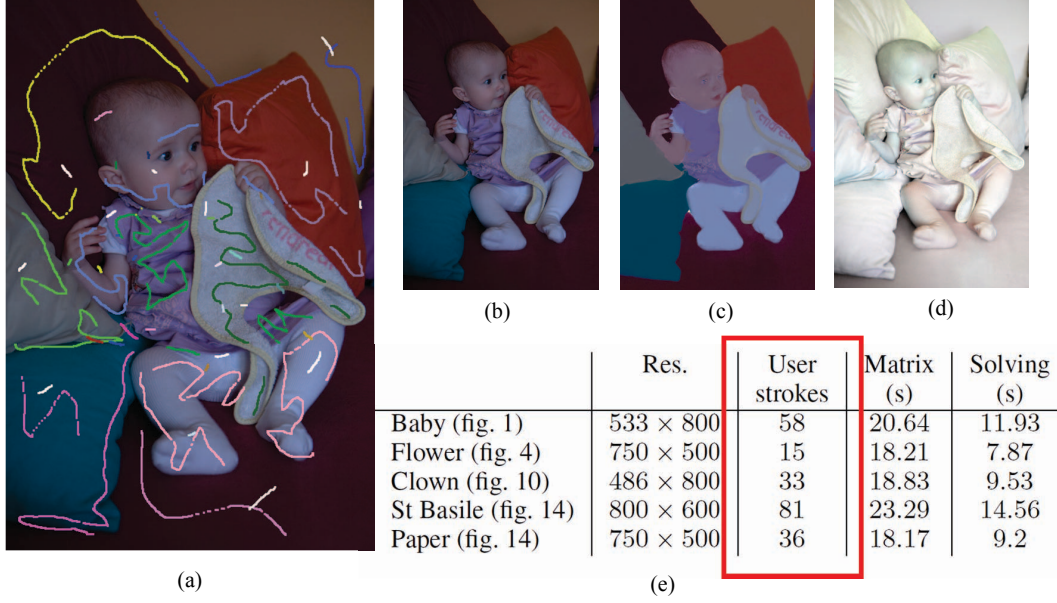 rendredi
(b)
(c)
(d)
(a)
Res. User strokes Matrix (s) Solving (s)
Baby (fig. 1) 533 × 800 58 20.64 11.93
Flower (fig. 4) 750 × 500 15 18.21 7.87
Clown (fig. 10) 486 × 800 33 18.83 9.53
St Basile (fig. 14) 800 × 600 81 23.29 14.56
Paper (fig. 14) 750 × 500 36 18.17 9.2
(e)